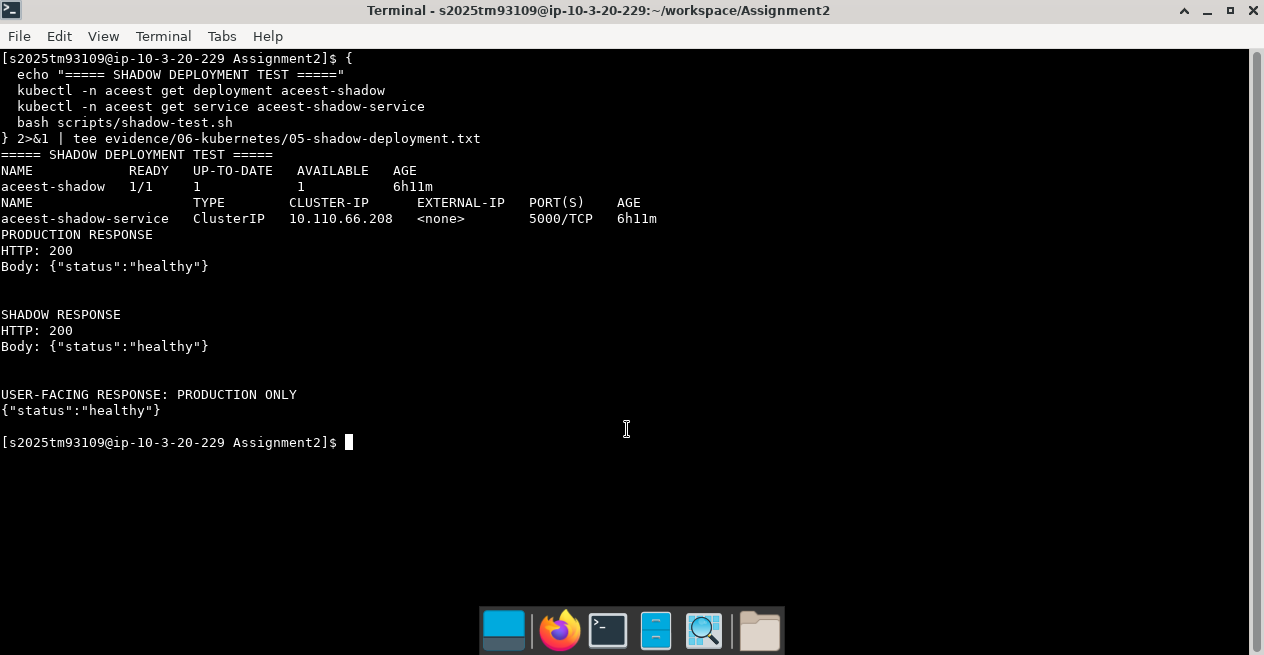 Terminal - s2025tm93109@ip-10-3-20-229:~/workspace/Assignment2
File Edit View Terminal Tabs Help
[s2025tm93109@ip-10-3-20-229 Assignment2]$ {
  echo "===== SHADOW DEPLOYMENT TEST ====="
  kubectl -n aceest get deployment aceest-shadow
  kubectl -n aceest get service aceest-shadow-service
  bash scripts/shadow-test.sh
} 2>&1 | tee evidence/06-kubernetes/05-shadow-deployment.txt
===== SHADOW DEPLOYMENT TEST =====
NAME            READY   UP-TO-DATE   AVAILABLE   AGE
aceest-shadow   1/1     1            1           6h11m
NAME                    TYPE        CLUSTER-IP      EXTERNAL-IP   PORT(S)    AGE
aceest-shadow-service   ClusterIP   10.110.66.208   <none>        5000/TCP   6h11m
PRODUCTION RESPONSE
HTTP: 200
Body: {"status":"healthy"}
SHADOW RESPONSE
HTTP: 200
Body: {"status":"healthy"}
USER-FACING RESPONSE: PRODUCTION ONLY
{"status":"healthy"}
[s2025tm93109@ip-10-3-20-229 Assignment2]$